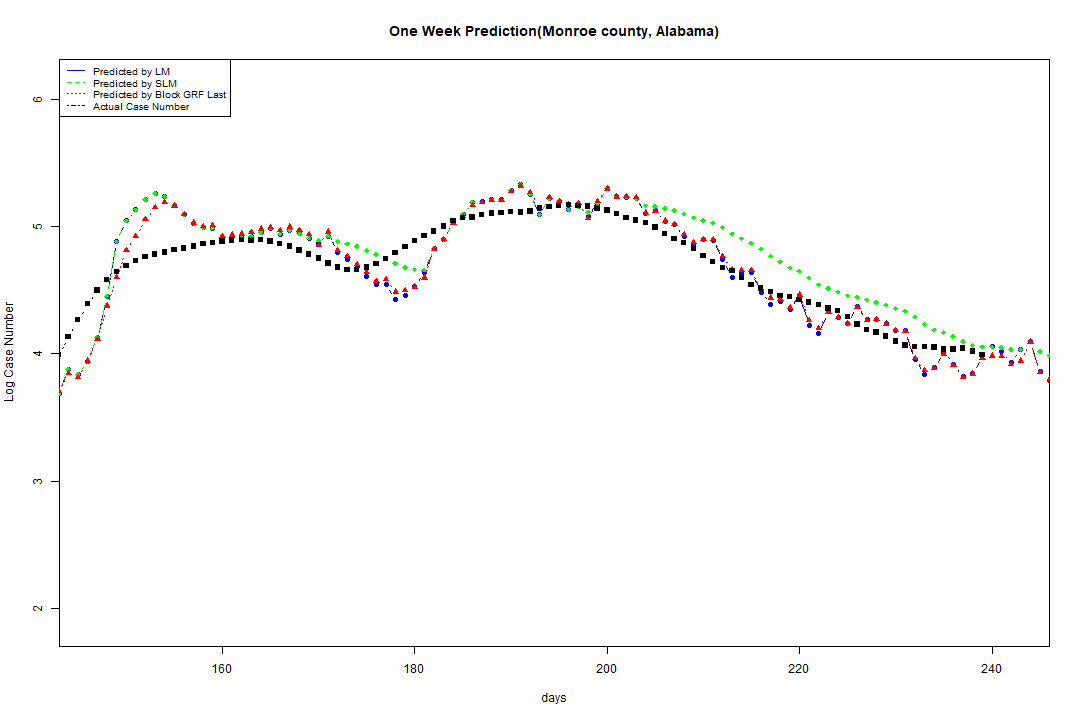 One Week Prediction(Monroe county, Alabama)
Predicted by LM
Predicted by SLM
Predicted by Block GRF Last
Actual Case Number
6
5
4
3
2
Log Case Number
160 180 200 220 240
days